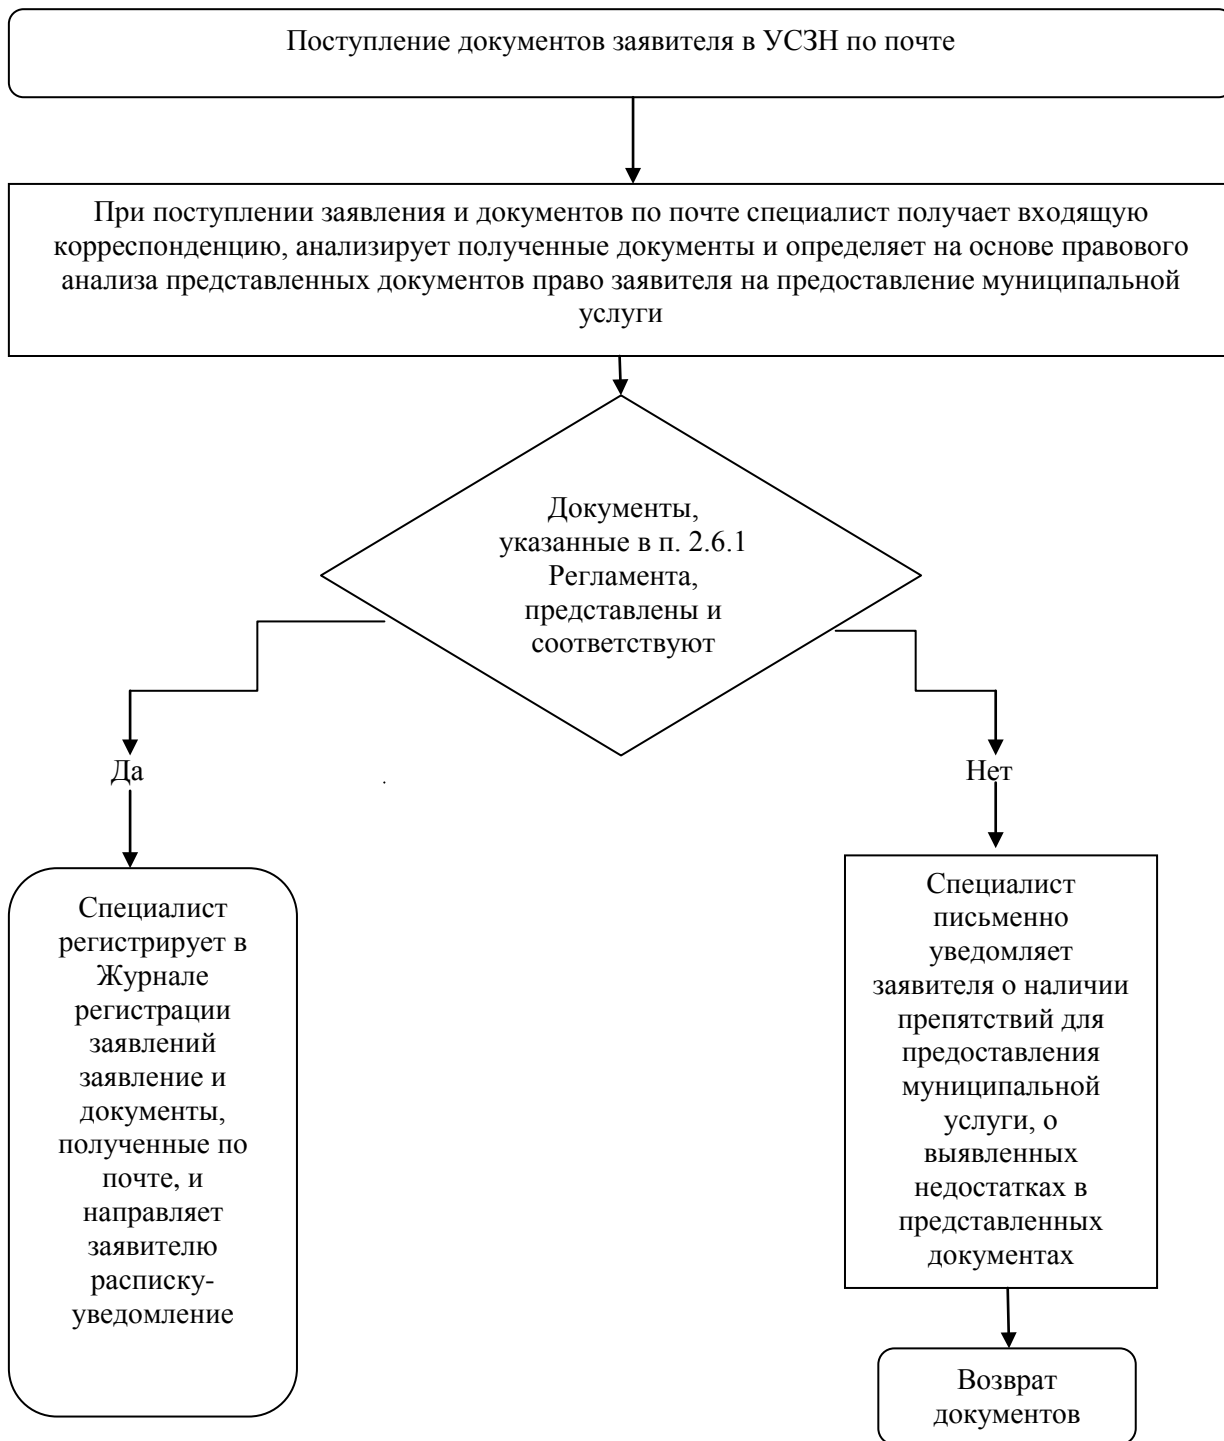 Поступление документов заявителя в УСЗН по почте
При поступлении заявления и документов по почте специалист получает входящую
корреспонденцию, анализирует полученные документы и определяет на основе правового
анализа представленных документов право заявителя на предоставление муниципальной
услуги
Документы,
указанные в п. 2.6.1
Регламента,
представлены и
соответствуют
Да
Нет
Специалист
регистрирует в
Журнале
регистрации
заявлений
заявление и
документы,
полученные по
почте, и
направляет
заявителю
расписку-
уведомление
Специалист
письменно
уведомляет
заявителя о наличии
препятствий для
предоставления
муниципальной
услуги, о
выявленных
недостатках в
представленных
документах
Возврат
документов